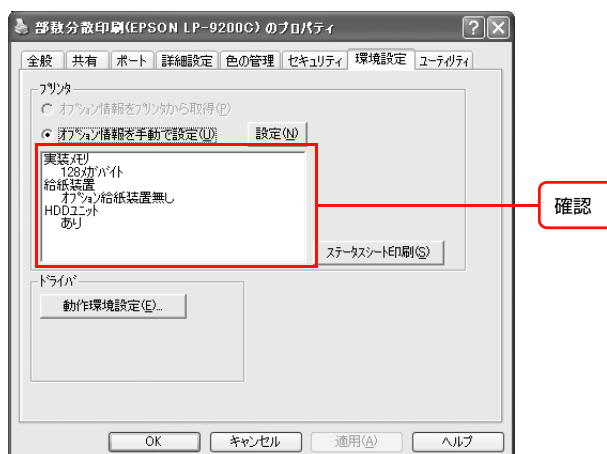 部数分散印刷(EPSON LP-9200C) のプロパティ
全般 共有 ポート 詳細設定 色の管理 セキュリティ 環境設定 ユーティリティ
プリンタ
オプション情報をプリンタから取得(P)
オプション情報を手動で設定(U) 設定(N)
実装メモリ
128メガバイト
給紙装置
オプション給紙装置無し
HDDユニット
あり
確認
ステータスシート印刷(S)
ドライバ
動作環境設定(E)...
OK キャンセル 適用(A) ヘルプ